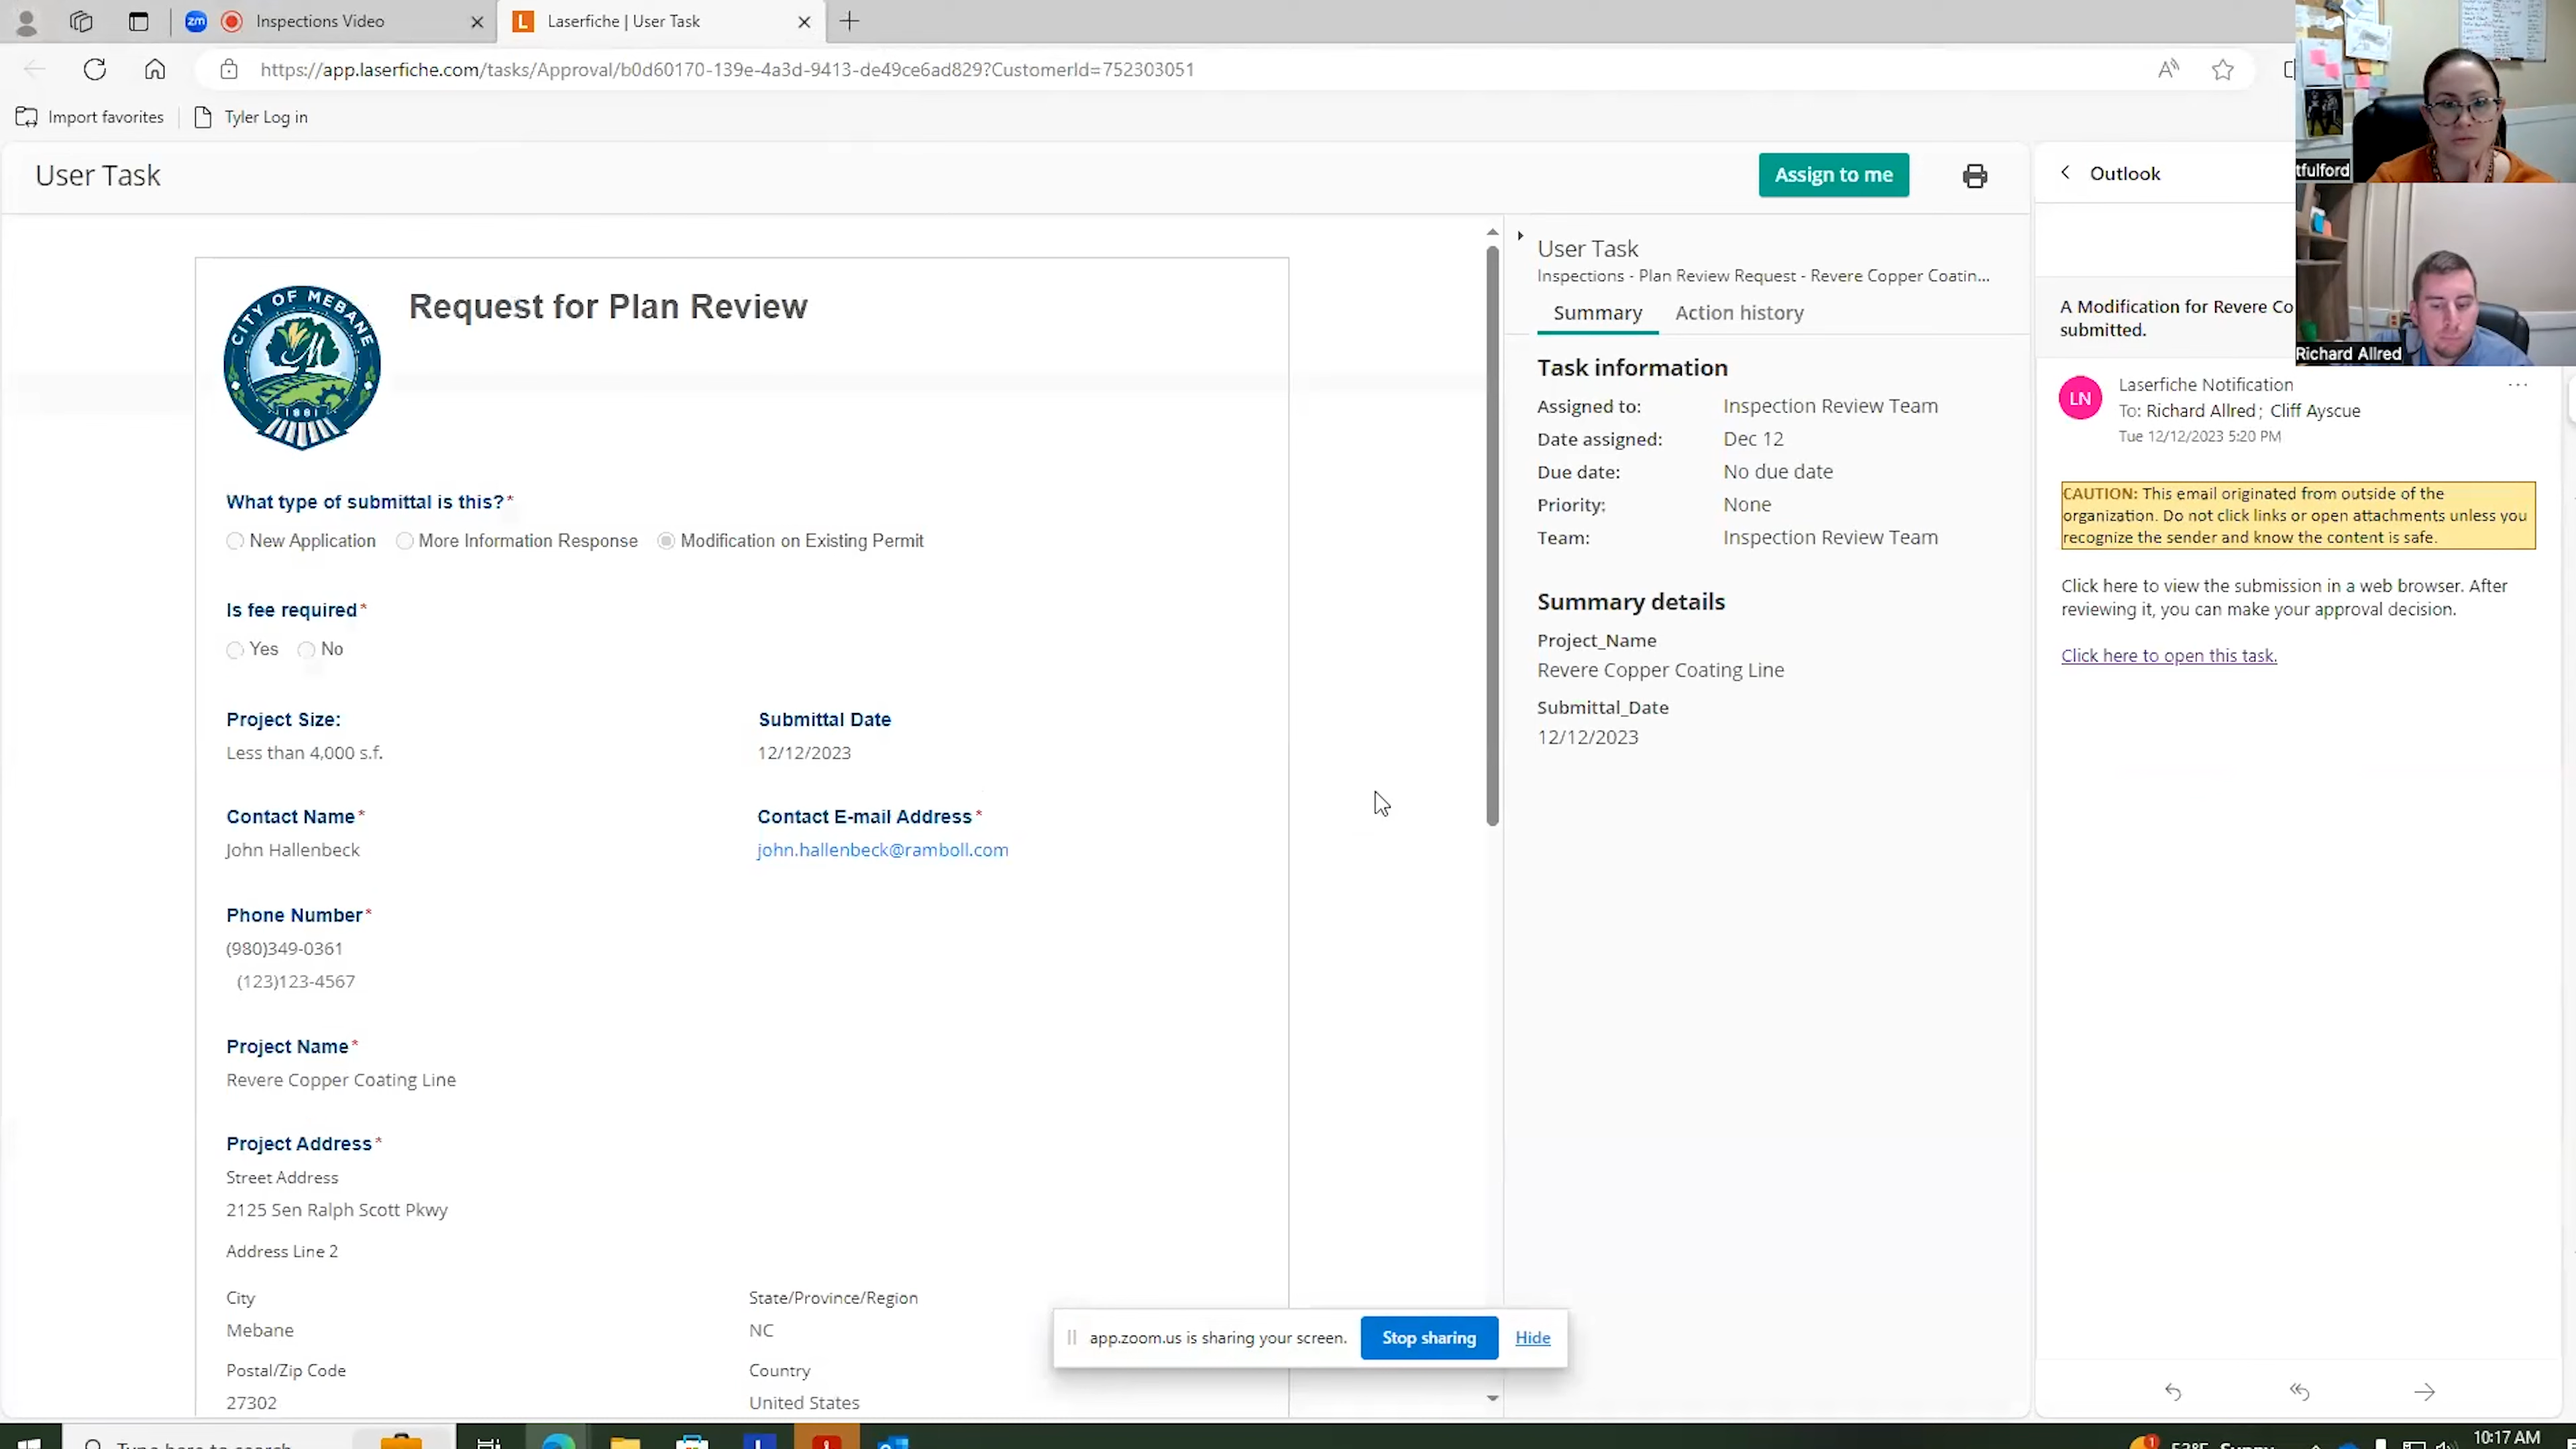 Inspections Video
Laserfiche | User Task
https://app.laserfiche.com/tasks/Approval/b0d60170-139e-4a3d-9413-de49ce6ad829?CustomerId=752303051
Import favorites
Tyler Log in
User Task
Assign to me
CITY OF MEBANE
M
1881
Request for Plan Review
What type of submittal is this?*
New Application More Information Response Modification on Existing Permit
Is fee required*
Yes No
Project Size: Submittal Date
Less than 4,000 s.f. 12/12/2023
Contact Name* Contact E-mail Address*
John Hallenbeck john.hallenbeck@ramboll.com
Phone Number*
(980)349-0361
(123)123-4567
Project Name*
Revere Copper Coating Line
Project Address*
Street Address
2125 Sen Ralph Scott Pkwy
Address Line 2
City State/Province/Region
Mebane NC
Postal/Zip Code Country
27302 United States
User Task
Inspections - Plan Review Request - Revere Copper Coatin...
Summary Action history
Task information
Assigned to: Inspection Review Team
Date assigned: Dec 12
Due date: No due date
Priority: None
Team: Inspection Review Team
Summary details
Project_Name
Revere Copper Coating Line
Submittal_Date
12/12/2023
app.zoom.us is sharing your screen. Stop sharing Hide
Outlook
A Modification for Revere Co
submitted.
LN
Laserfiche Notification
To: Richard Allred; Cliff Ayscue
Tue 12/12/2023 5:20 PM
CAUTION: This email originated from outside of the
organization. Do not click links or open attachments unless you
recognize the sender and know the content is safe.
Click here to view the submission in a web browser. After
reviewing it, you can make your approval decision.
Click here to open this task.
tfulford
Richard Allred
zm
L
Type here to search
1
53°F Sunny
10:17 AM